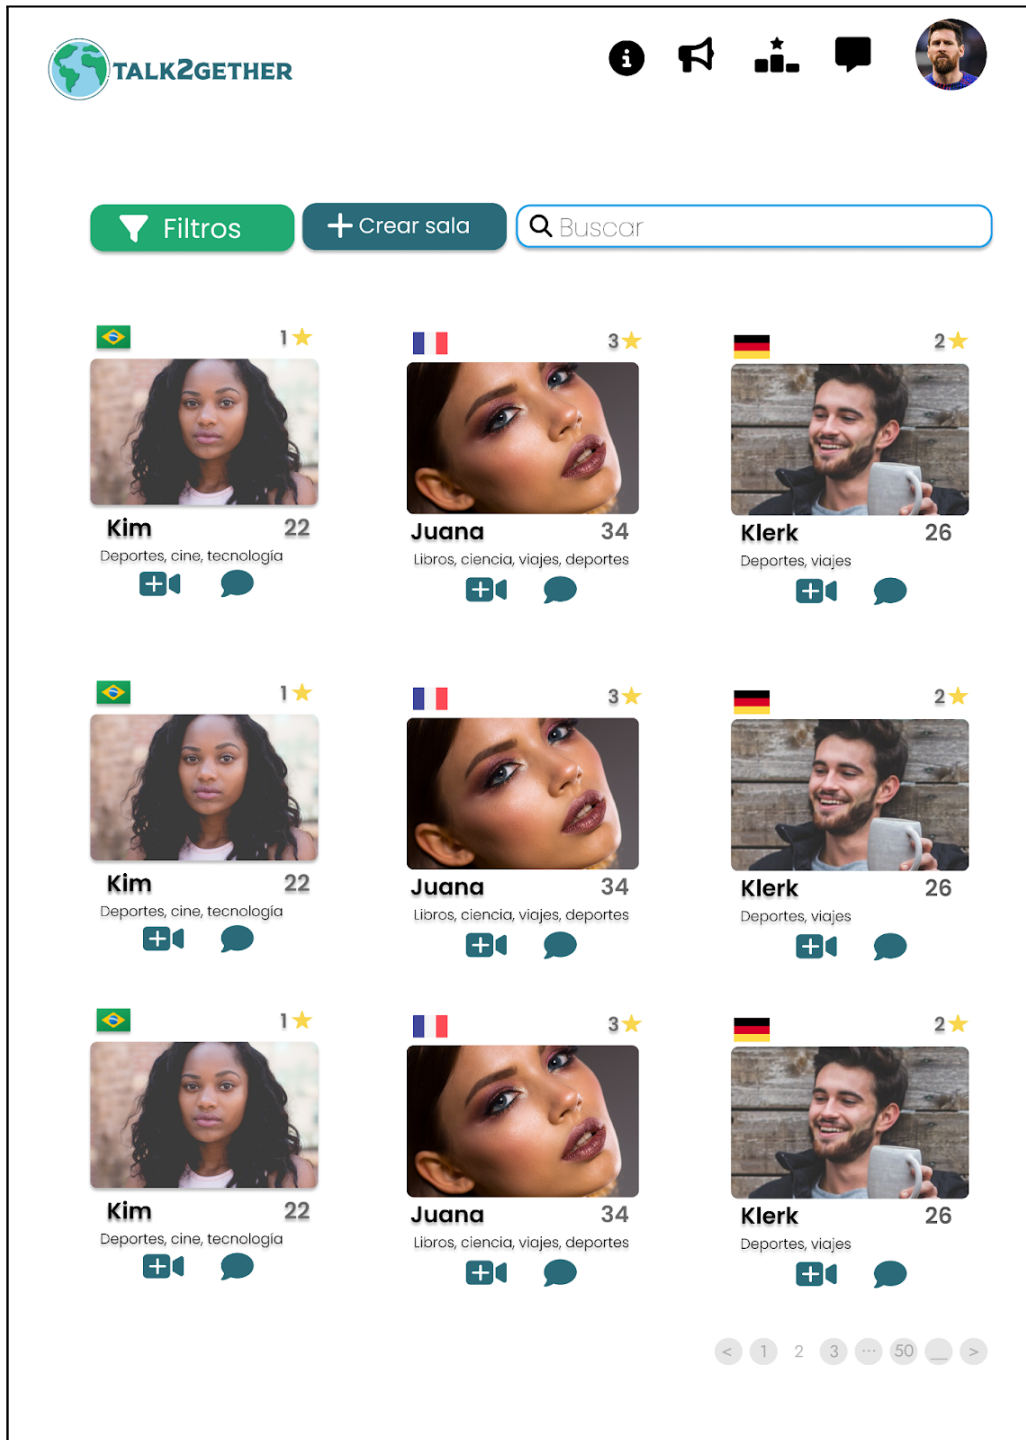 TALK2GETHER
Filtros
Crear sala
Buscar
1
3
2
Kim 22
Juana 34
Klerk 26
Deportes, cine, tecnología
Libros, ciencia, viajes, deportes
Deportes, viajes
1
3
2
Kim 22
Juana 34
Klerk 26
Deportes, cine, tecnología
Libros, ciencia, viajes, deportes
Deportes, viajes
1
3
2
Kim 22
Juana 34
Klerk 26
Deportes, cine, tecnología
Libros, ciencia, viajes, deportes
Deportes, viajes
< 1 2 3 ... 50 __ >